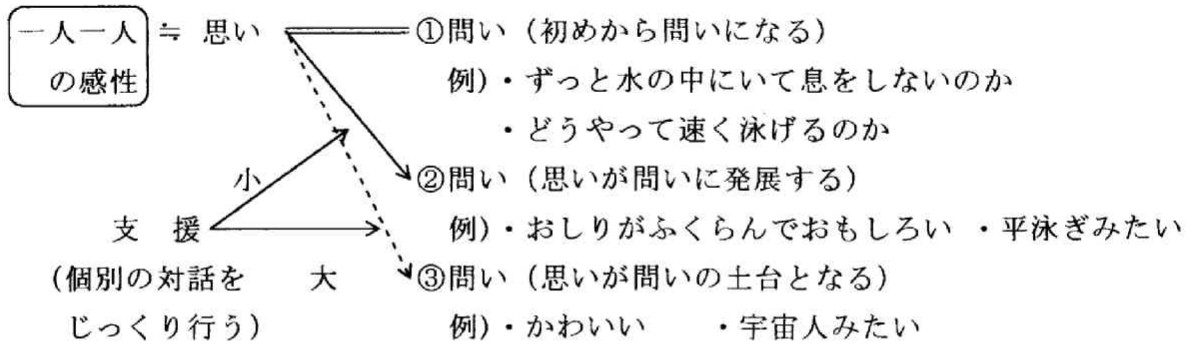 一人一人 ≒ 思い ①問い（初めから問いになる）
の感性 例）・ずっと水の中にいて息をしないのか
・どうやって速く泳げるのか
小 ②問い（思いが問いに発展する）
支 援 例）・おしりがふくらんでおもしろい ・平泳ぎみたい
（個別の対話を 大 ③問い（思いが問いの土台となる）
じっくり行う） 例）・かわいい ・宇宙人みたい